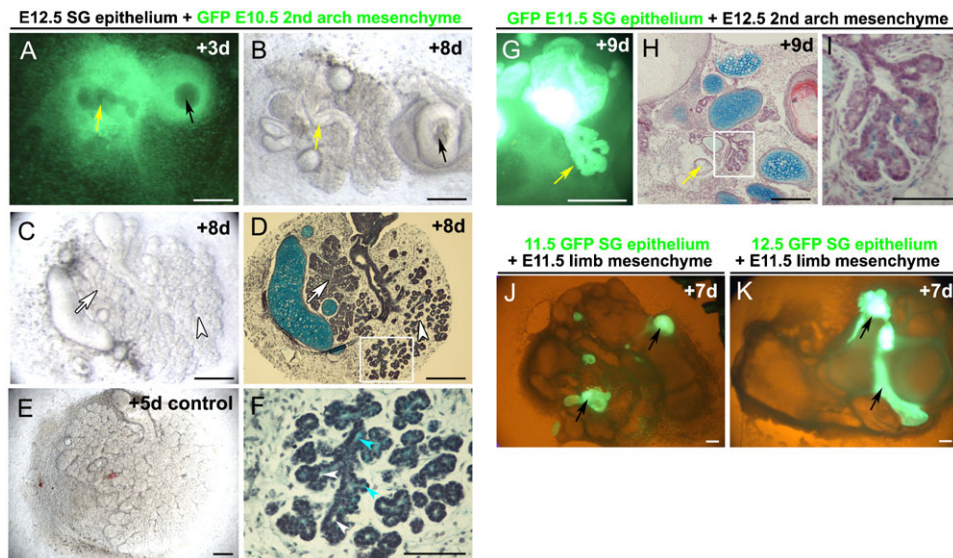 E12.5 SG epithelium + GFP E10.5 2nd arch mesenchyme
A +3d
B +8d
C +8d
D +8d
E +5d control
F
GFP E11.5 SG epithelium + E12.5 2nd arch mesenchyme
G +9d
H +9d
I
11.5 GFP SG epithelium
+ E11.5 limb mesenchyme
J +7d
12.5 GFP SG epithelium
+ E11.5 limb mesenchyme
K +7d